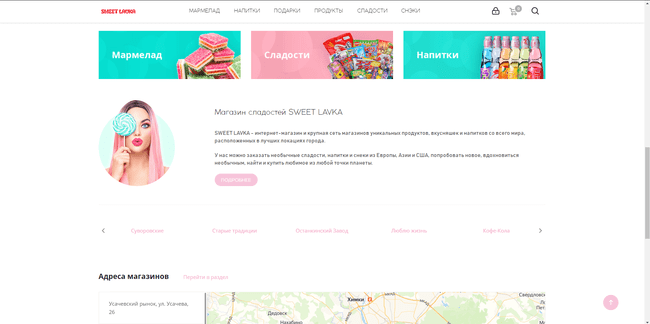 SWEET LAVKA
МАРМЕЛАД НАПИТКИ ПОДАРКИ ПРОДУКТЫ СЛАДОСТИ СНЭКИ
0
Мармелад
Сладости
Напитки
Магазин сладостей SWEET LAVKA
SWEET LAVKA - интернет-магазин и крупная сеть магазинов уникальных продуктов, вкусняшек и напитков со всего мира,
расположенных в лучших локациях города.
У нас можно заказать необычные сладости, напитки и снеки из Европы, Азии и США, попробовать новое, вдохновиться
необычным, найти и купить любимое из любой точки планеты.
ПОДРОБНЕЕ
Суворовские Старые традиции Останкинский Завод Люблю жизнь Кофе Кона
Адреса магазинов Перейти в раздел
Усачевский рынок, ул. Усачева,
26
Химки
Дедовск
Нахабино
Свердловский